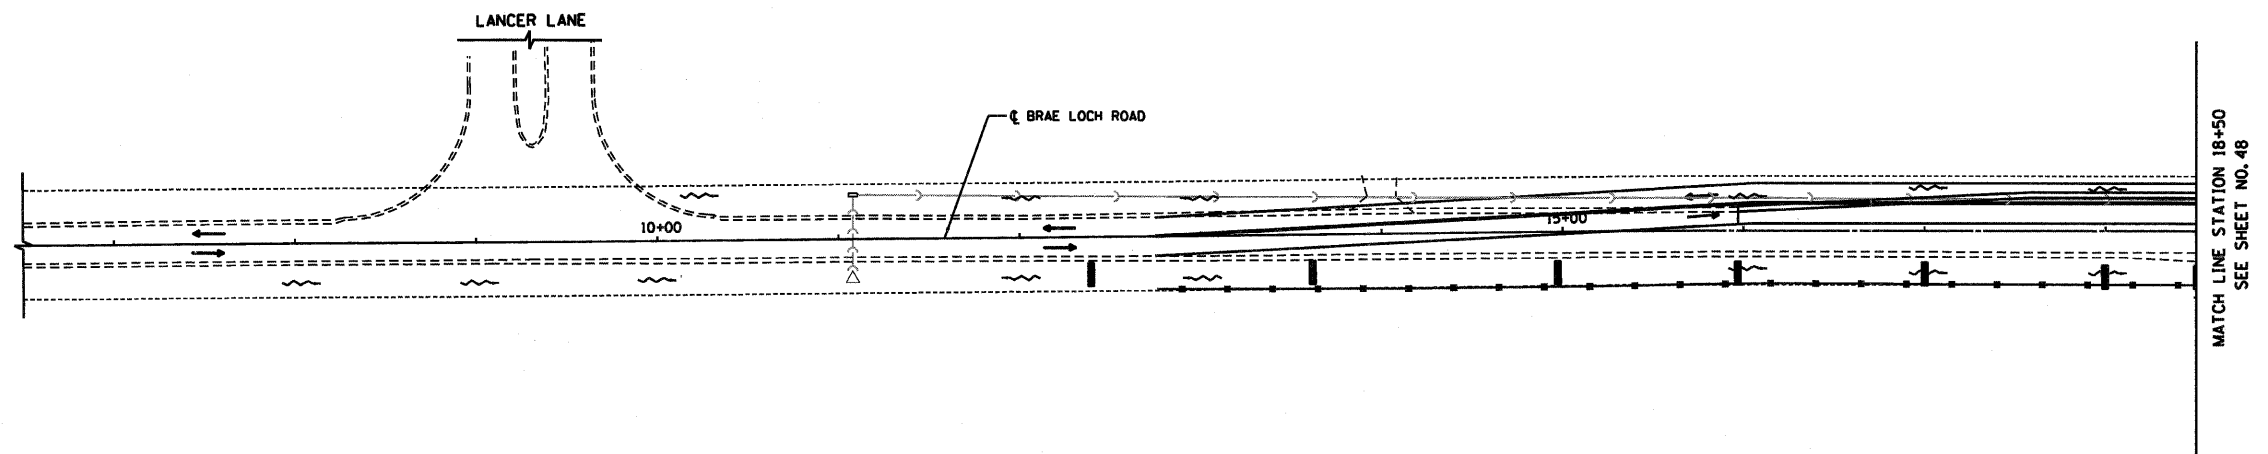 LANCER LANE
℄ BRAE LOCH ROAD
10+00
15+00
MATCH LINE STATION 18+50
SEE SHEET NO. 48